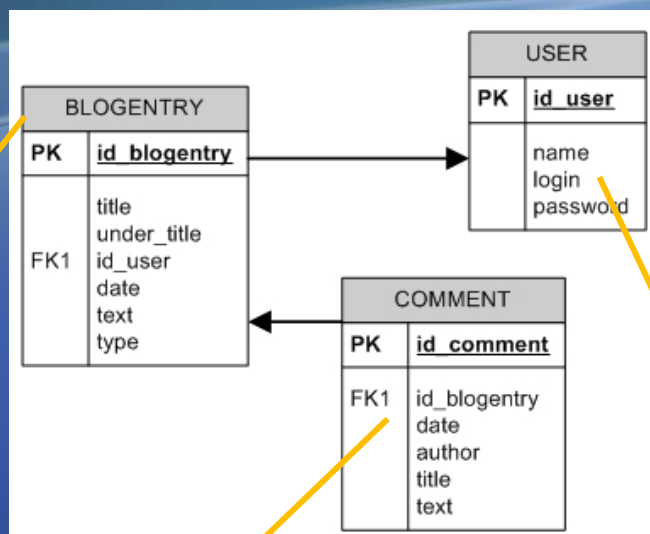 BLOGENTRY
PK id_blogentry
title
under_title
FK1 id_user
date
text
type
USER
PK id_user
name
login
password
COMMENT
PK id_comment
FK1 id_blogentry
date
author
title
text